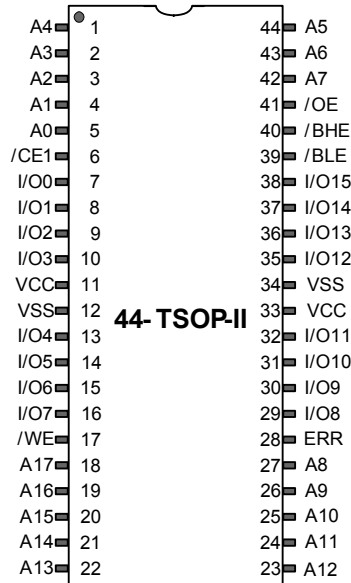 A4 1 44 A5
A3 2 43 A6
A2 3 42 A7
A1 4 41 /OE
A0 5 40 /BHE
/CE1 6 39 /BLE
I/O0 7 38 I/O15
I/O1 8 37 I/O14
I/O2 9 36 I/O13
I/O3 10 35 I/O12
VCC 11 34 VSS
VSS 12 33 VCC
44-TSOP-II
I/O4 13 32 I/O11
I/O5 14 31 I/O10
I/O6 15 30 I/O9
I/O7 16 29 I/O8
/WE 17 28 ERR
A17 18 27 A8
A16 19 26 A9
A15 20 25 A10
A14 21 24 A11
A13 22 23 A12